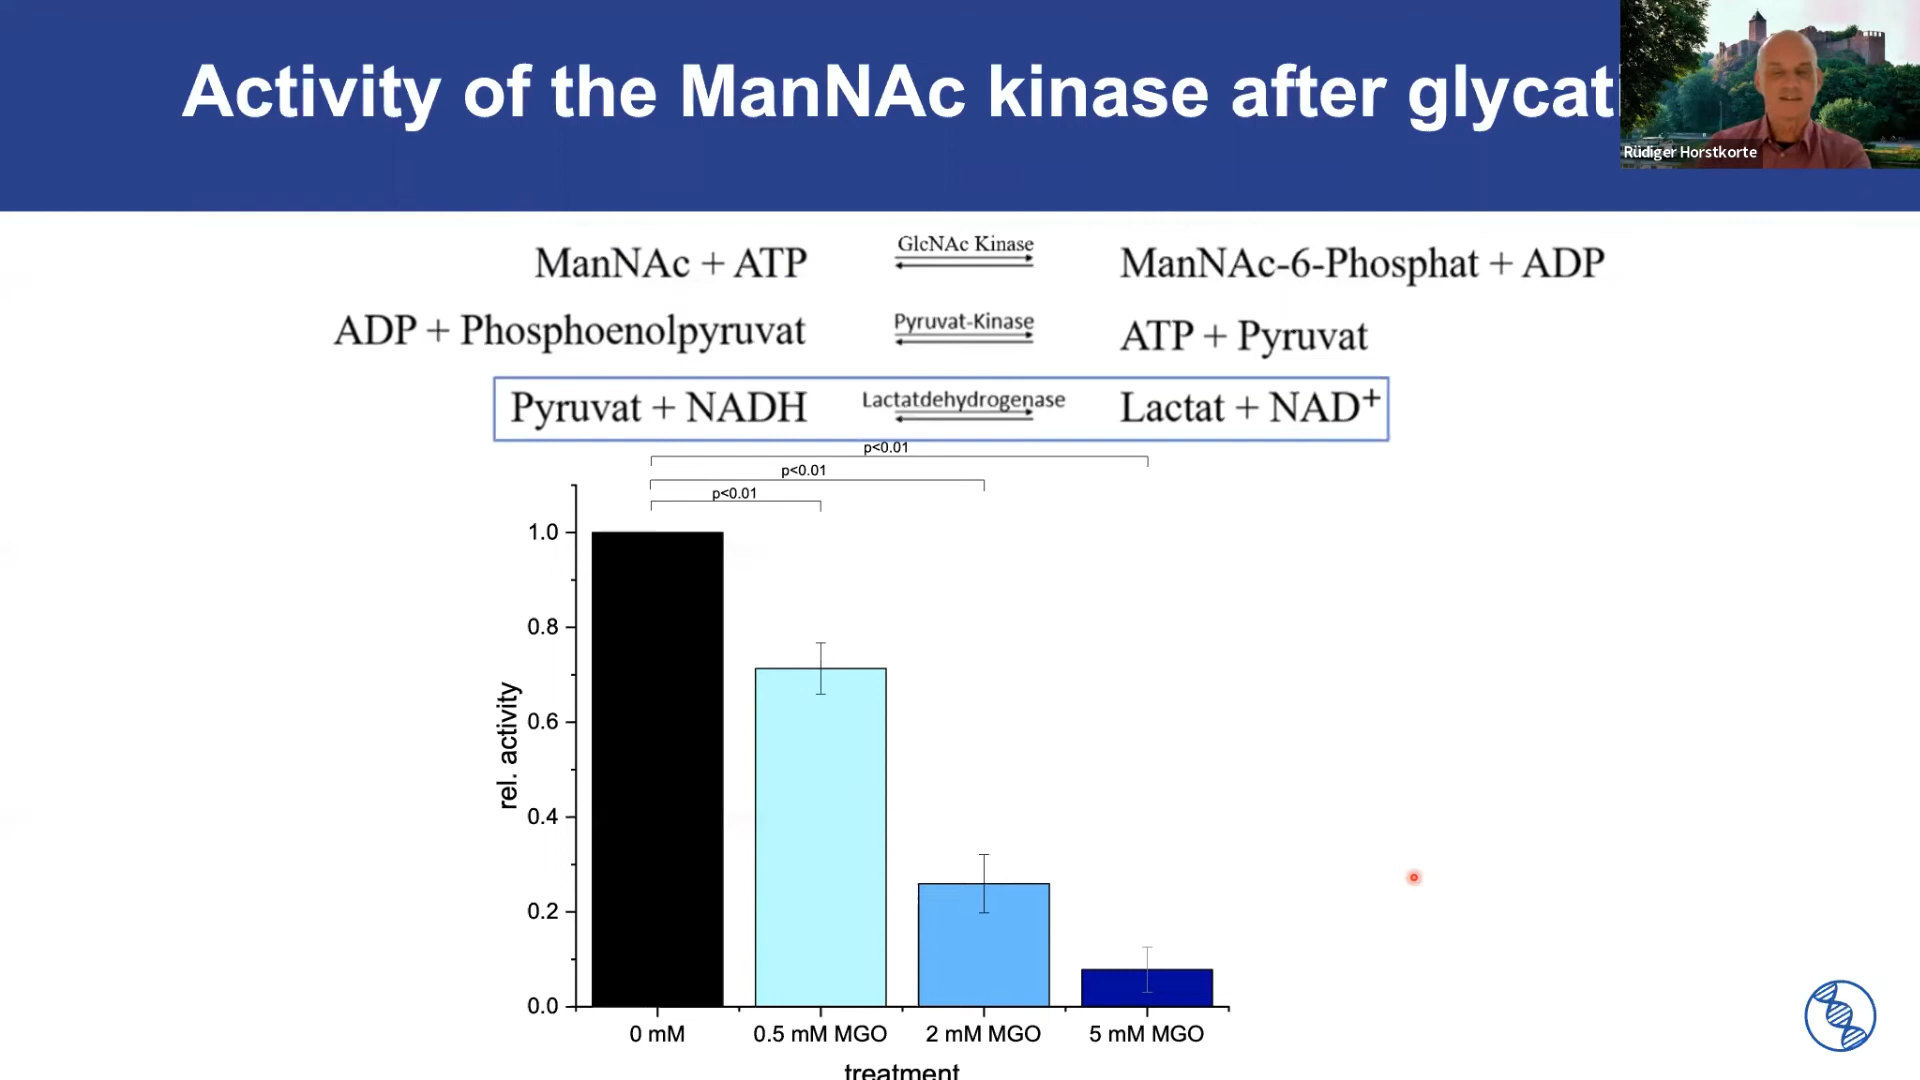 Activity of the ManNAc kinase after glycati
Rüdiger Horstkorte
ManNAc + ATP GlcNAc Kinase ManNAc-6-Phosphat + ADP
ADP + Phosphoenolpyruvat Pyruvat-Kinase ATP + Pyruvat
Pyruvat + NADH Lactatdehydrogenase Lactat + NAD⁺
p<0.01
p<0.01
p<0.01
1.0
0.8
0.6
0.4
0.2
0.0
rel. activity
0 mM 0.5 mM MGO 2 mM MGO 5 mM MGO
treatment